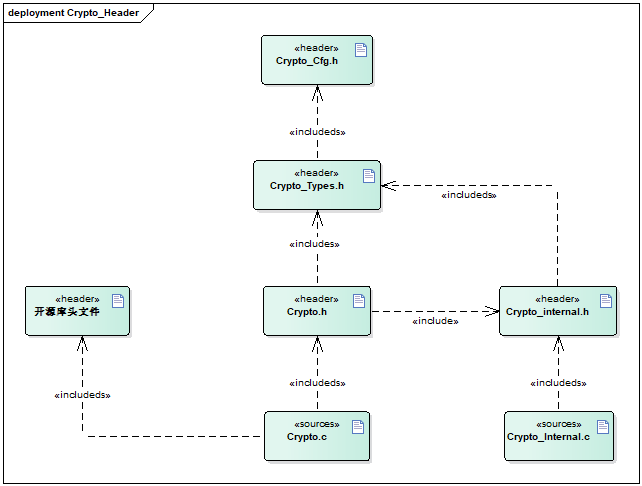 deployment Crypto_Header
«header»
Crypto_Cfg.h
«includeds»
«header»
Crypto_Types.h
«includeds»
«includes»
«header»
开源库头文件
«header»
Crypto.h
«header»
Crypto_internal.h
«include»
«includeds»
«includeds»
«includeds»
«sources»
Crypto.c
«sources»
Crypto_Internal.c